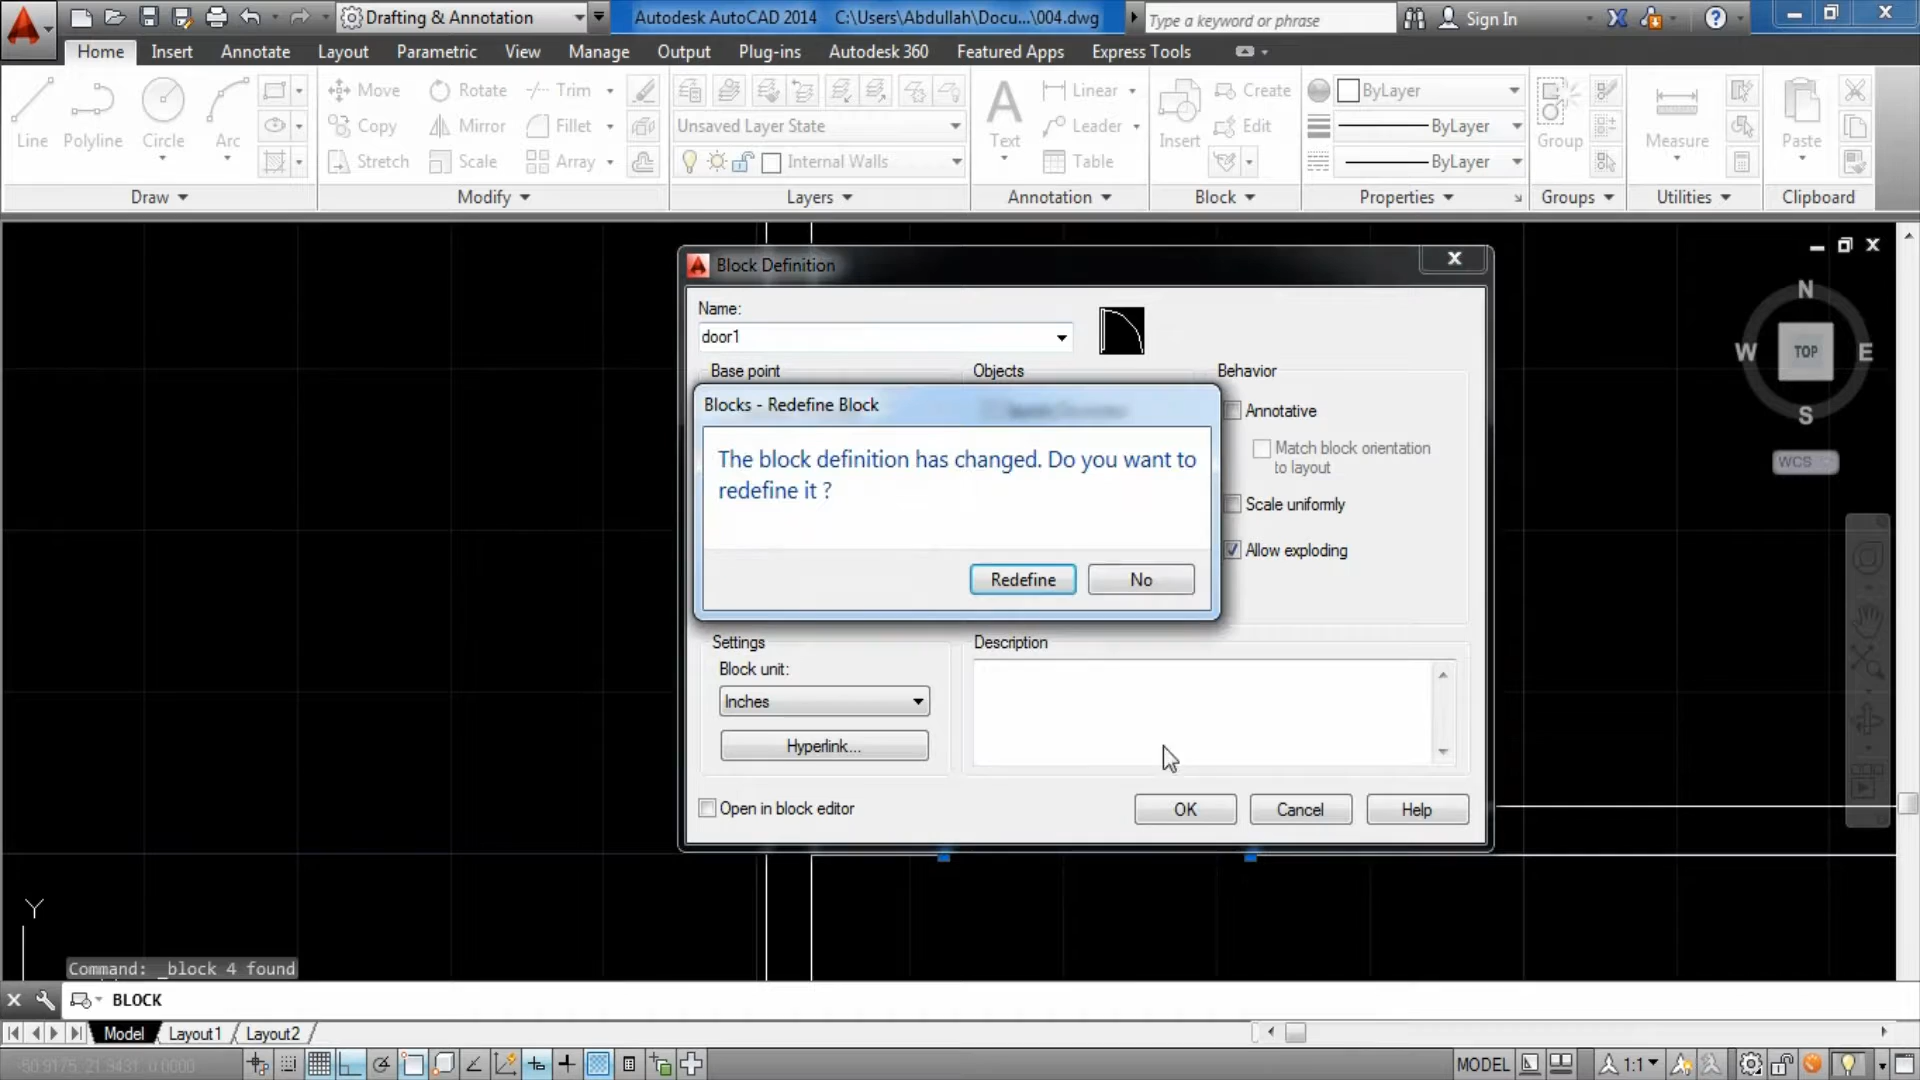 Drafting & Annotation
Autodesk AutoCAD 2014 C:\Users\Abdullah\Docu...\004.dwg
Type a keyword or phrase
Sign In
Home Insert Annotate Layout Parametric View Manage Output Plug-ins Autodesk 360 Featured Apps Express Tools
Line Polyline Circle Arc
Draw
Move Rotate Trim
Copy Mirror Fillet
Stretch Scale Array
Modify
Unsaved Layer State
Internal Walls
Layers
Text
Linear
Leader
Table
Annotation
Insert
Create
Edit
Block
ByLayer
ByLayer
ByLayer
Properties
Group
Groups
Measure
Utilities
Paste
Clipboard
Block Definition
Name:
door1
Base point
Objects
Behavior
Annotative
Match block orientation
to layout
Scale uniformly
Allow exploding
Blocks - Redefine Block
The block definition has changed. Do you want to
redefine it ?
Redefine No
Settings
Block unit:
Inches
Hyperlink...
Description
Open in block editor
OK Cancel Help
N
W TOP E
S
WCS
Y
Command: _block 4 found
BLOCK
Model Layout1 Layout2
MODEL
1:1